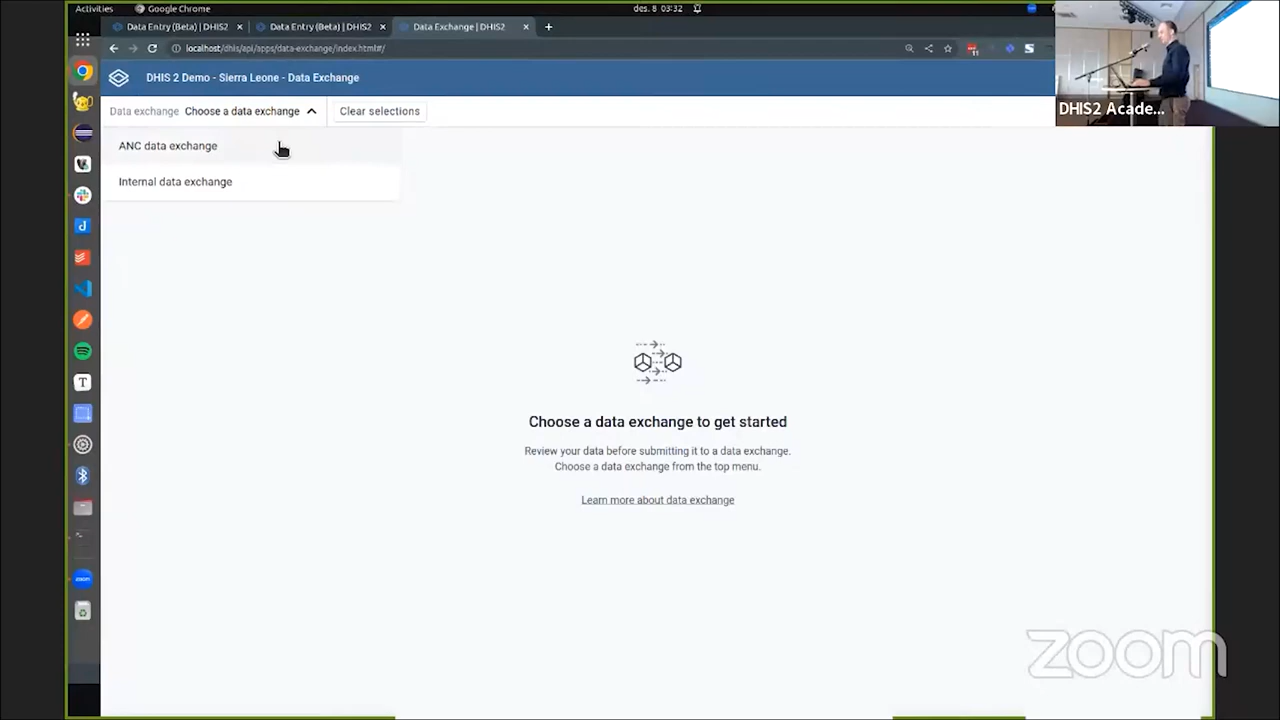 Activities
Google Chrome
des. 8 03:32
Data Entry (Beta) | DHIS2
Data Entry (Beta) | DHIS2
Data Exchange | DHIS2
localhost/dhis/api/apps/data-exchange/index.html#/
11
DHIS 2 Demo - Sierra Leone - Data Exchange
DHIS2 Acade...
Data exchange Choose a data exchange
Clear selections
ANC data exchange
Internal data exchange
Choose a data exchange to get started
Review your data before submitting it to a data exchange.
Choose a data exchange from the top menu.
Learn more about data exchange
zoom
zoom